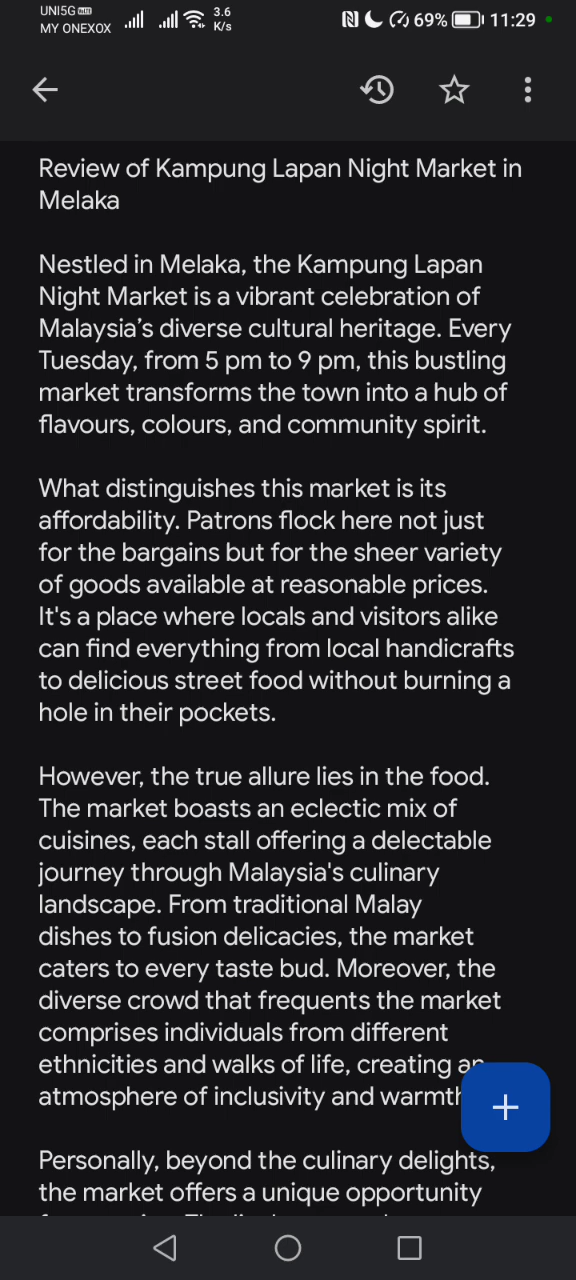 UNI5G HD
MY ONEXOX
3.6
K/s
69%
11:29
Review of Kampung Lapan Night Market in
Melaka
Nestled in Melaka, the Kampung Lapan
Night Market is a vibrant celebration of
Malaysia’s diverse cultural heritage. Every
Tuesday, from 5 pm to 9 pm, this bustling
market transforms the town into a hub of
flavours, colours, and community spirit.
What distinguishes this market is its
affordability. Patrons flock here not just
for the bargains but for the sheer variety
of goods available at reasonable prices.
It's a place where locals and visitors alike
can find everything from local handicrafts
to delicious street food without burning a
hole in their pockets.
However, the true allure lies in the food.
The market boasts an eclectic mix of
cuisines, each stall offering a delectable
journey through Malaysia's culinary
landscape. From traditional Malay
dishes to fusion delicacies, the market
caters to every taste bud. Moreover, the
diverse crowd that frequents the market
comprises individuals from different
ethnicities and walks of life, creating an
atmosphere of inclusivity and warmth
Personally, beyond the culinary delights,
the market offers a unique opportunity